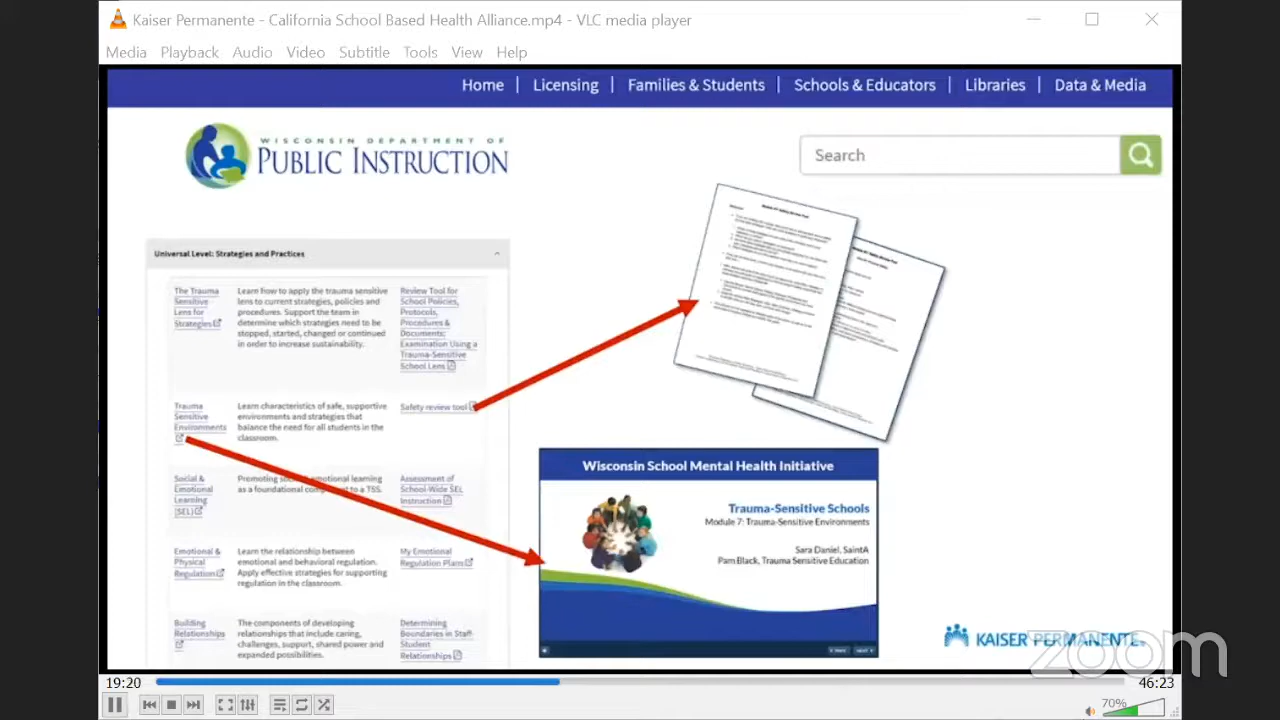 Kaiser Permanente - California School Based Health Alliance.mp4 - VLC media player
Media Playback Audio Video Subtitle Tools View Help
Home | Licensing | Families & Students | Schools & Educators | Libraries | Data & Media
WISCONSIN DEPARTMENT OF
PUBLIC INSTRUCTION
Search
Universal Level: Strategies and Practices
The Trauma
Sensitive
Lens for
Strategies
Learn how to apply the trauma sensitive
lens to current strategies, policies and
procedures. Support the team in
determine which strategies need to be
stopped, started, changed or continued
in order to increase sustainability.
Review Tool for
School Policies,
Protocols,
Procedures &
Documents:
Examination Using a
Trauma-Sensitive
School Lens
Trauma
Sensitive
Environments
Learn characteristics of safe, supportive
environments and strategies that
balance the need for all students in the
classroom.
Safety review tool
Social &
Emotional
Learning
(SEL)
Promoting social emotional learning
as a foundational component to a TSS.
Assessment of
School-Wide SEL
Instruction
Emotional &
Physical
Regulation
Learn the relationship between
emotional and behavioral regulation.
Apply effective strategies for supporting
regulation in the classroom.
My Emotional
Regulation Plan
Building
Relationships
The components of developing
relationships that include caring,
challenges, support, shared power and
expanded possibilities.
Determining
Boundaries in Staff-
Student
Relationships
Wisconsin School Mental Health Initiative
Trauma-Sensitive Schools
Module 7: Trauma-Sensitive Environments
Sara Daniel, SaintA
Pam Black, Trauma Sensitive Education
KAISER PERMANENTE
zoom
19:20
46:23
70%